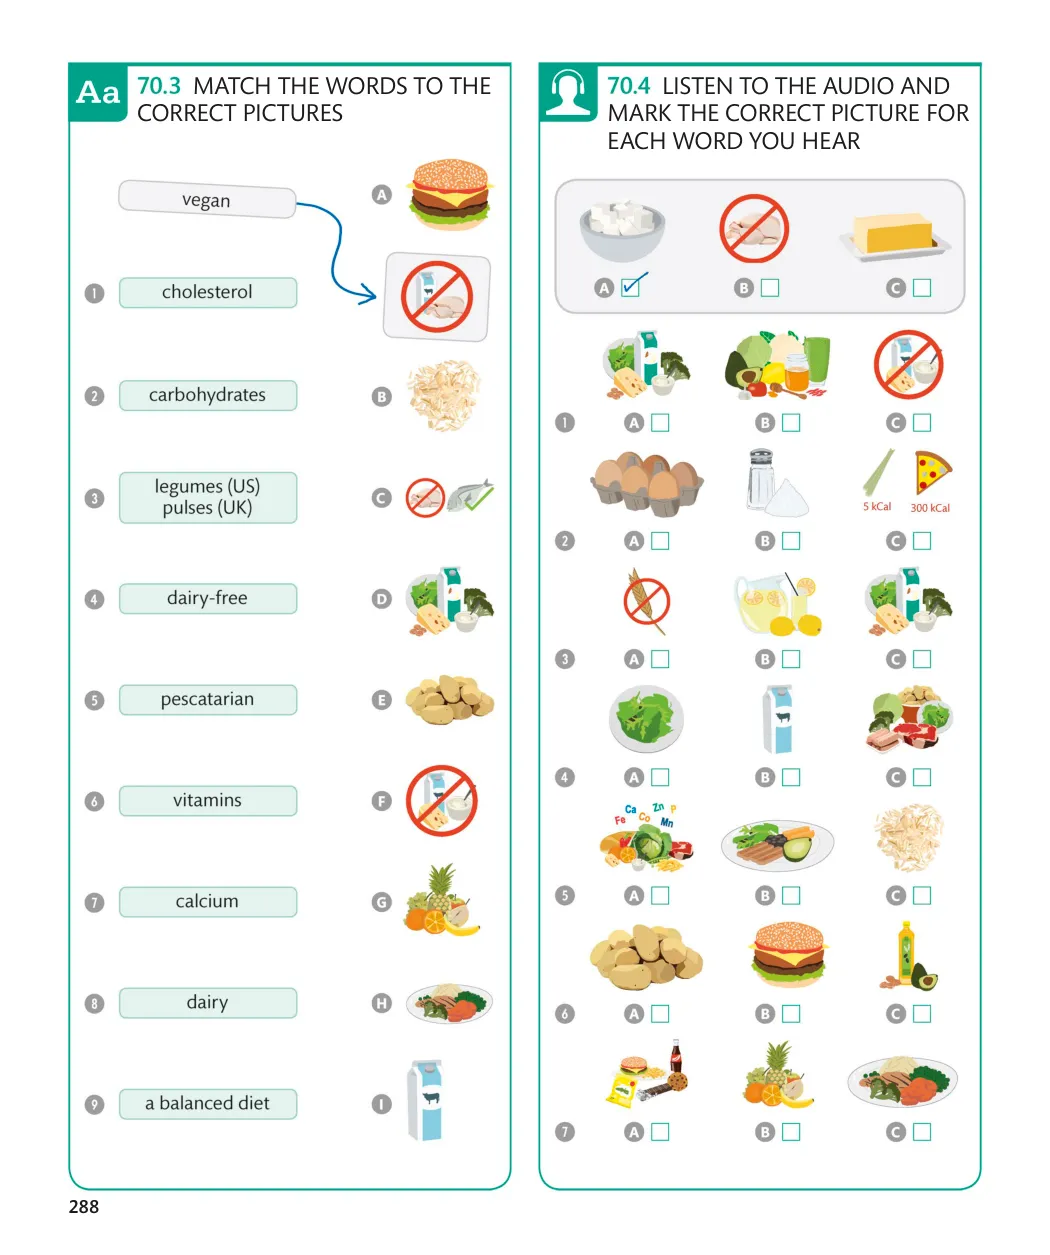 Aa
70.3 MATCH THE WORDS TO THE
CORRECT PICTURES
vegan
A
1 cholesterol
2 carbohydrates
B
3 legumes (US)
pulses (UK)
C
4 dairy-free
D
5 pescatarian
E
6 vitamins
F
7 calcium
G
8 dairy
H
9 a balanced diet
I
70.4 LISTEN TO THE AUDIO AND
MARK THE CORRECT PICTURE FOR
EACH WORD YOU HEAR
A B C
1 A B C
5 kCal 300 kCal
2 A B C
3 A B C
4 A B C
Ca Zn P
Fe Co Mn
5 A B C
6 A B C
7 A B C
288